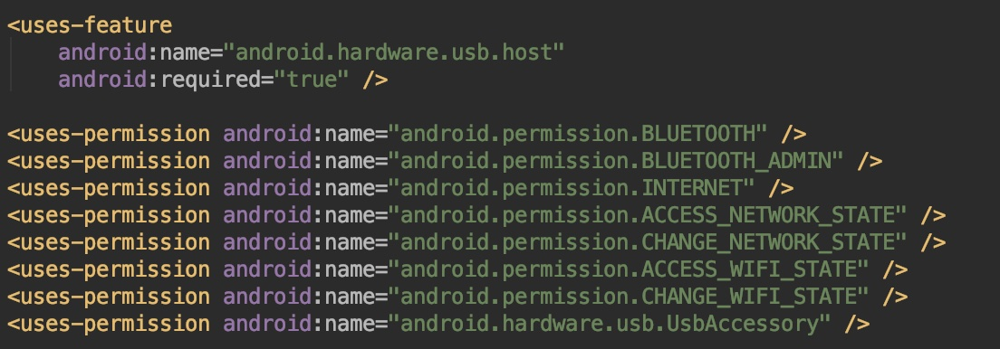 <uses-feature
android:name="android.hardware.usb.host"
android:required="true" />
<uses-permission android:name="android.permission.BLUETOOTH" />
<uses-permission android:name="android.permission.BLUETOOTH_ADMIN" />
<uses-permission android:name="android.permission.INTERNET" />
<uses-permission android:name="android.permission.ACCESS_NETWORK_STATE" />
<uses-permission android:name="android.permission.CHANGE_NETWORK_STATE" />
<uses-permission android:name="android.permission.ACCESS_WIFI_STATE" />
<uses-permission android:name="android.permission.CHANGE_WIFI_STATE" />
<uses-permission android:name="android.hardware.usb.UsbAccessory" />